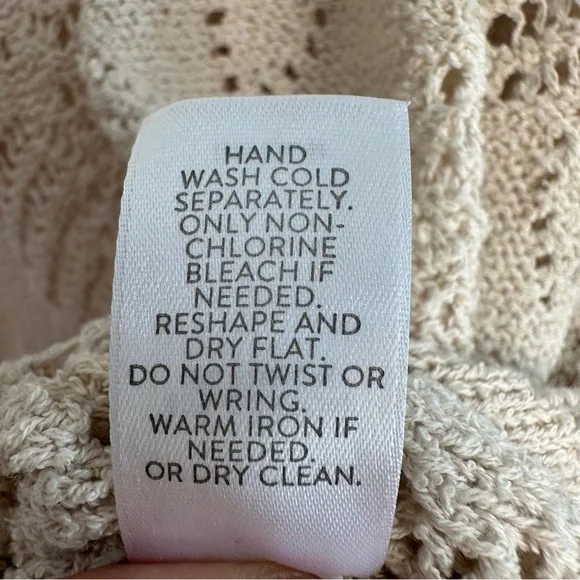 HAND
WASH COLD
SEPARATELY.
ONLY NON-
CHLORINE
BLEACH IF
NEEDED.
RESHAPE AND
DRY FLAT.
DO NOT TWIST OR
WRING.
WARM IRON IF
NEEDED.
OR DRY CLEAN.